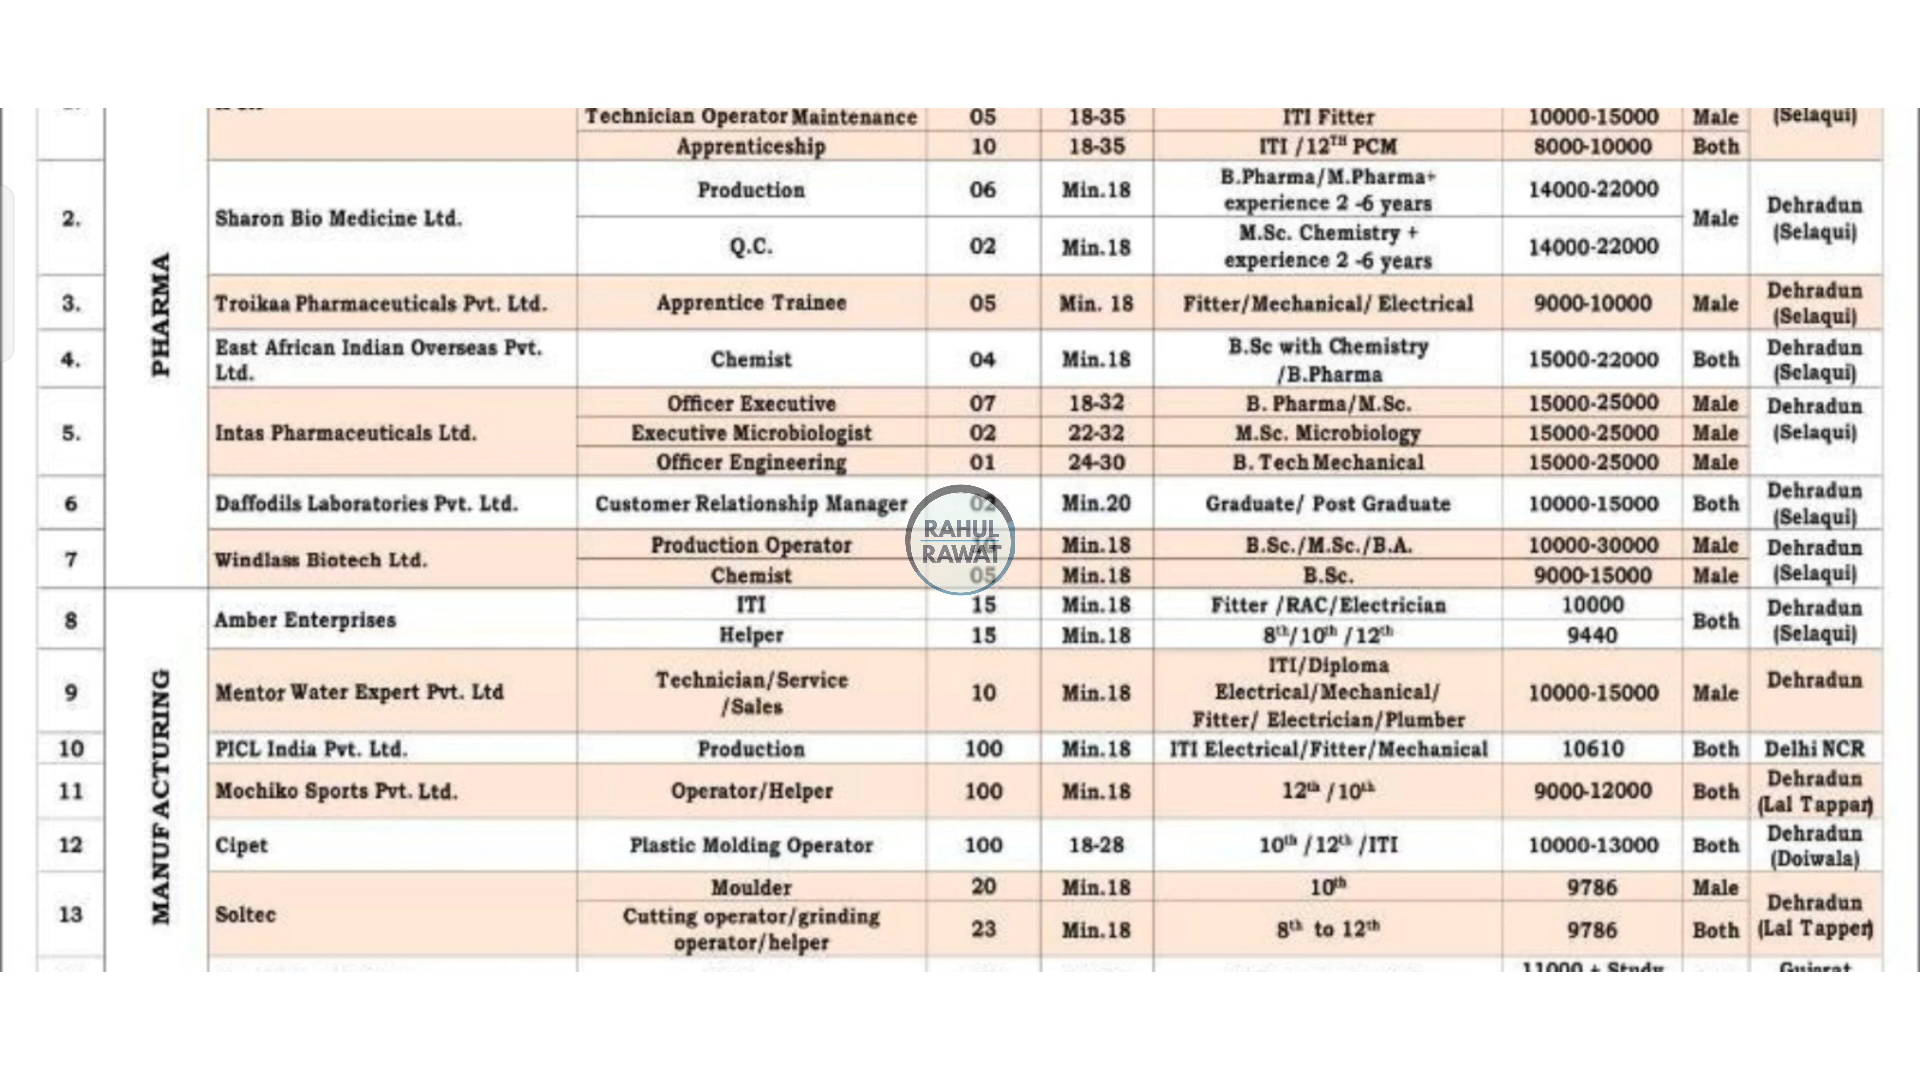 Technician Operator Maintenance 05 18-35 ITI Fitter 10000-15000 Male (Selaqui)
Apprenticeship 10 18-35 ITI /12TH PCM 8000-10000 Both
PHARMA
2. Sharon Bio Medicine Ltd. Production 06 Min.18 B.Pharma/M.Pharma+ experience 2 -6 years 14000-22000 Male Dehradun (Selaqui)
Q.C. 02 Min.18 M.Sc. Chemistry + experience 2 -6 years 14000-22000
3. Troikaa Pharmaceuticals Pvt. Ltd. Apprentice Trainee 05 Min. 18 Fitter/Mechanical/ Electrical 9000-10000 Male Dehradun (Selaqui)
4. East African Indian Overseas Pvt. Ltd. Chemist 04 Min.18 B.Sc with Chemistry /B.Pharma 15000-22000 Both Dehradun (Selaqui)
5. Intas Pharmaceuticals Ltd. Officer Executive 07 18-32 B. Pharma/M.Sc. 15000-25000 Male Dehradun (Selaqui)
Executive Microbiologist 02 22-32 M.Sc. Microbiology 15000-25000 Male
Officer Engineering 01 24-30 B. Tech Mechanical 15000-25000 Male
6 Daffodils Laboratories Pvt. Ltd. Customer Relationship Manager 02 Min.20 Graduate/ Post Graduate 10000-15000 Both Dehradun (Selaqui)
RAHUL
RAWAT
7 Windlass Biotech Ltd. Production Operator Min.18 B.Sc./M.Sc./B.A. 10000-30000 Male Dehradun (Selaqui)
Chemist 05 Min.18 B.Sc. 9000-15000 Male
MANUFACTURING
8 Amber Enterprises ITI 15 Min.18 Fitter /RAC/Electrician 10000 Both Dehradun (Selaqui)
Helper 15 Min.18 8th/10th /12th 9440
9 Mentor Water Expert Pvt. Ltd Technician/Service /Sales 10 Min.18 ITI/Diploma Electrical/Mechanical/ Fitter/ Electrician/Plumber 10000-15000 Male Dehradun
10 PICL India Pvt. Ltd. Production 100 Min.18 ITI Electrical/Fitter/Mechanical 10610 Both Delhi NCR
11 Mochiko Sports Pvt. Ltd. Operator/Helper 100 Min.18 12th /10th 9000-12000 Both Dehradun (Lal Tappar)
12 Cipet Plastic Molding Operator 100 18-28 10th /12th /ITI 10000-13000 Both Dehradun (Doiwala)
13 Soltec Moulder 20 Min.18 10th 9786 Male Dehradun (Lal Tapper)
Cutting operator/grinding operator/helper 23 Min.18 8th to 12th 9786 Both
11000 + Study Gujarat